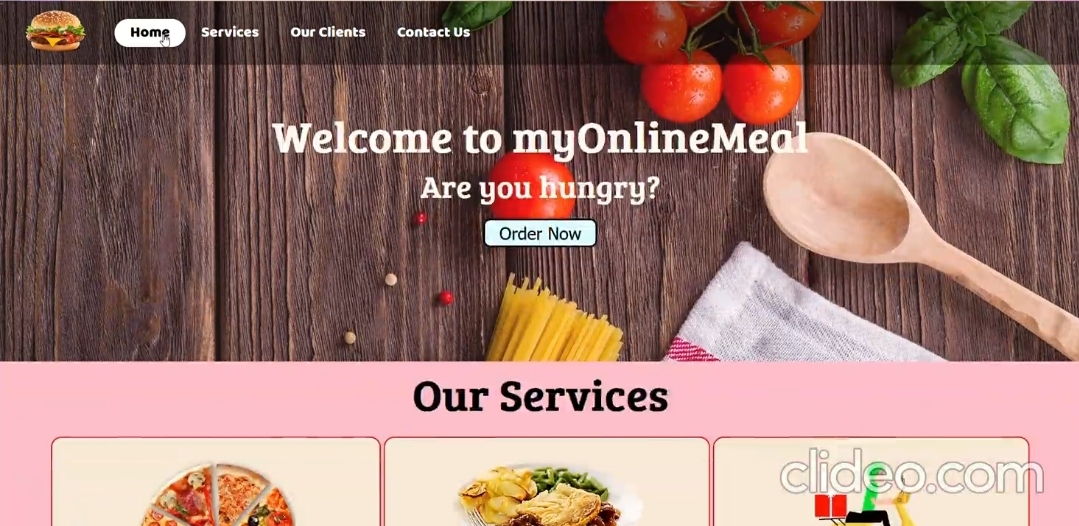 Home Services Our Clients Contact Us
Welcome to myOnlineMeal
Are you hungry?
Order Now
Our Services
clideo.com